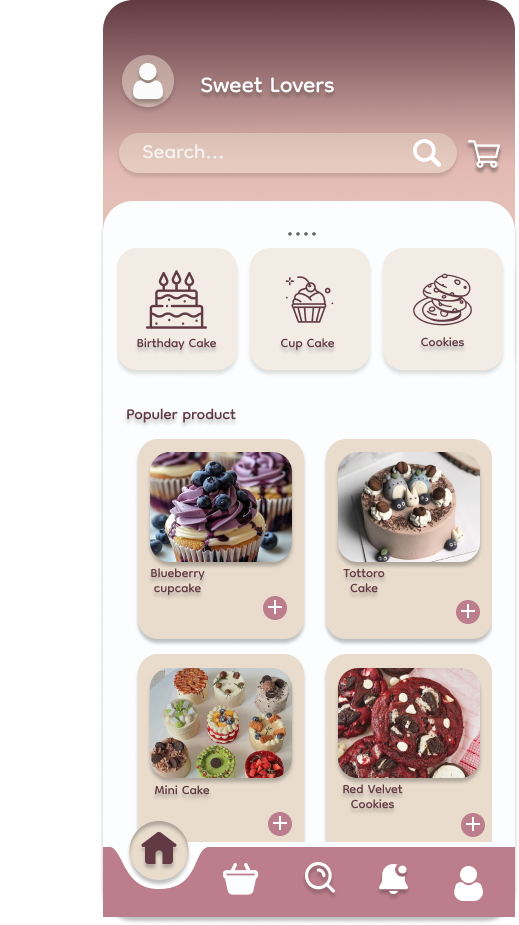 Sweet Lovers
Search...
Birthday Cake
Cup Cake
Cookies
Populer product
Blueberry
cupcake
Tottoro
Cake
Mini Cake
Red Velvet
Cookies